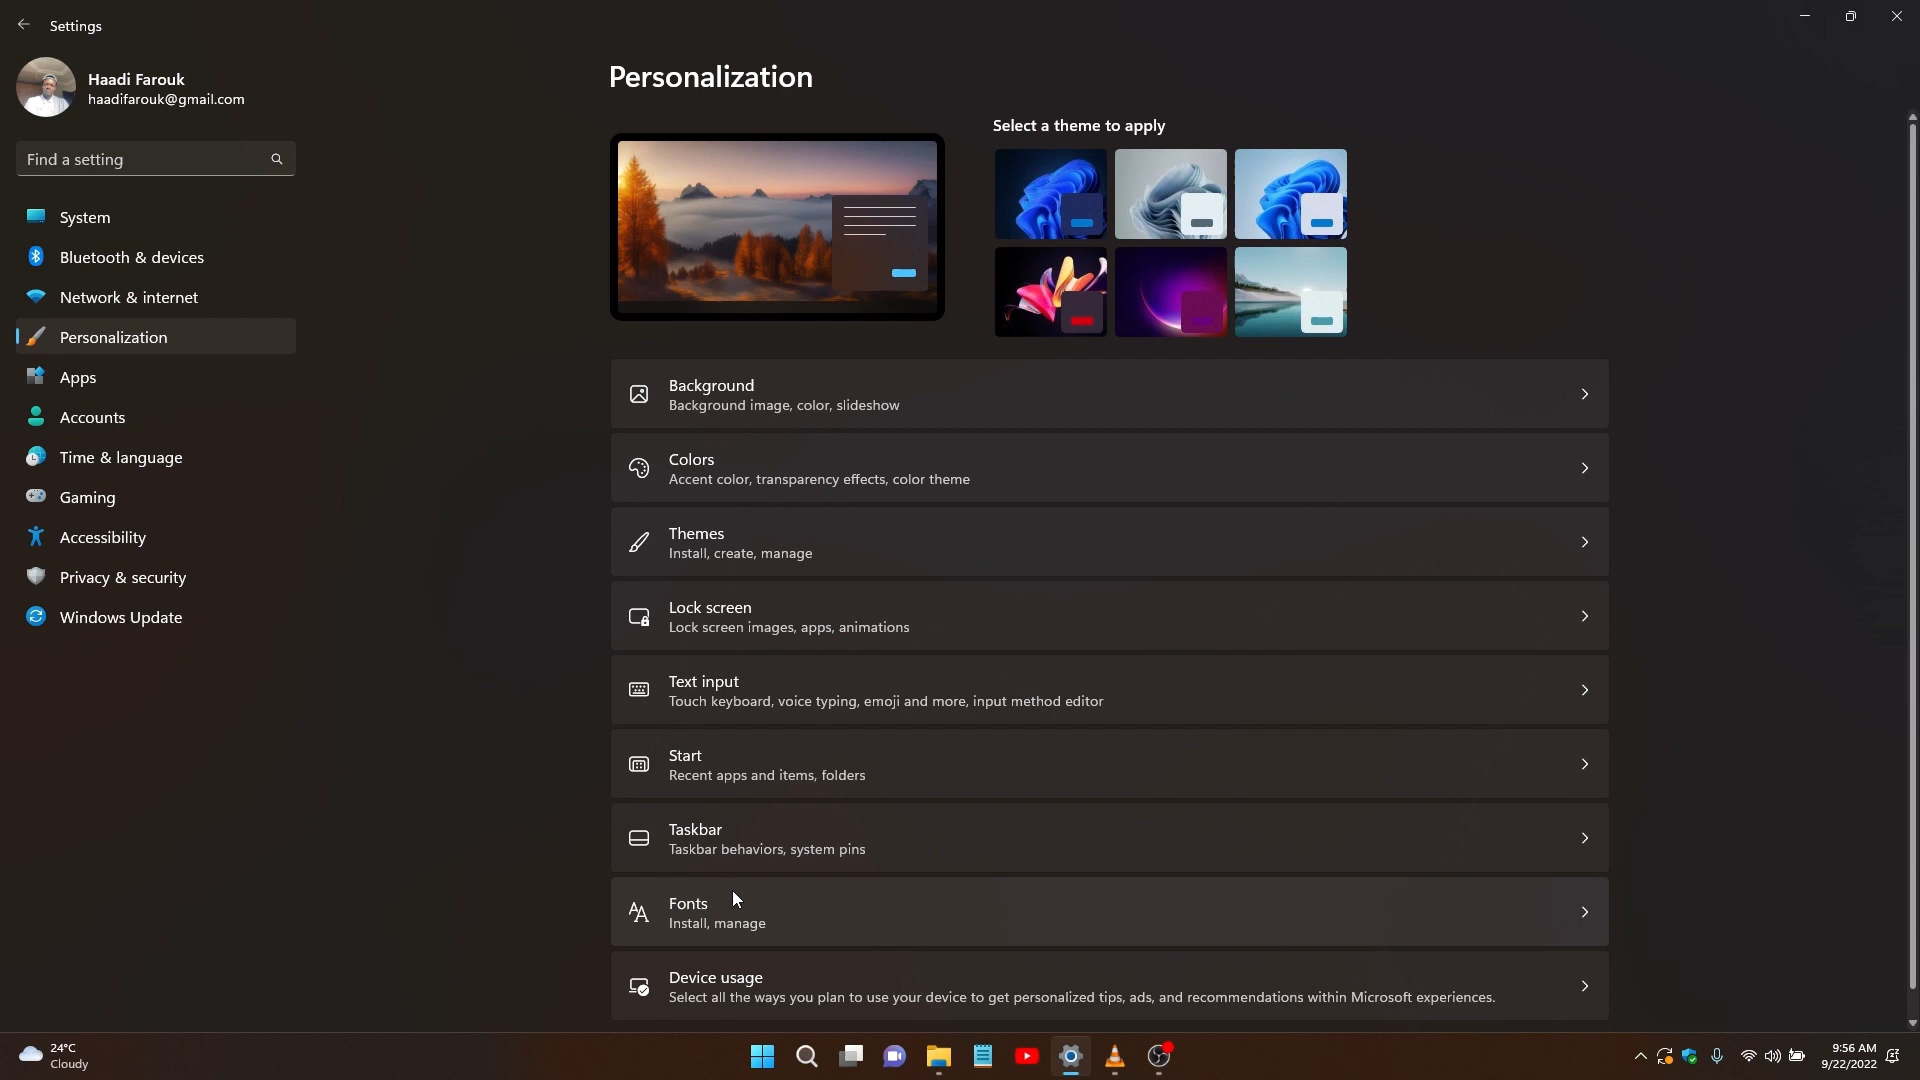 Settings
Haadi Farouk
haadifarouk@gmail.com
Find a setting
System
Bluetooth & devices
Network & internet
Personalization
Apps
Accounts
Time & language
Gaming
Accessibility
Privacy & security
Windows Update
Personalization
Select a theme to apply
Background
Background image, color, slideshow
Colors
Accent color, transparency effects, color theme
Themes
Install, create, manage
Lock screen
Lock screen images, apps, animations
Text input
Touch keyboard, voice typing, emoji and more, input method editor
Start
Recent apps and items, folders
Taskbar
Taskbar behaviors, system pins
Fonts
Install, manage
Device usage
Select all the ways you plan to use your device to get personalized tips, ads, and recommendations within Microsoft experiences.
24°C
Cloudy
9:56 AM
9/22/2022